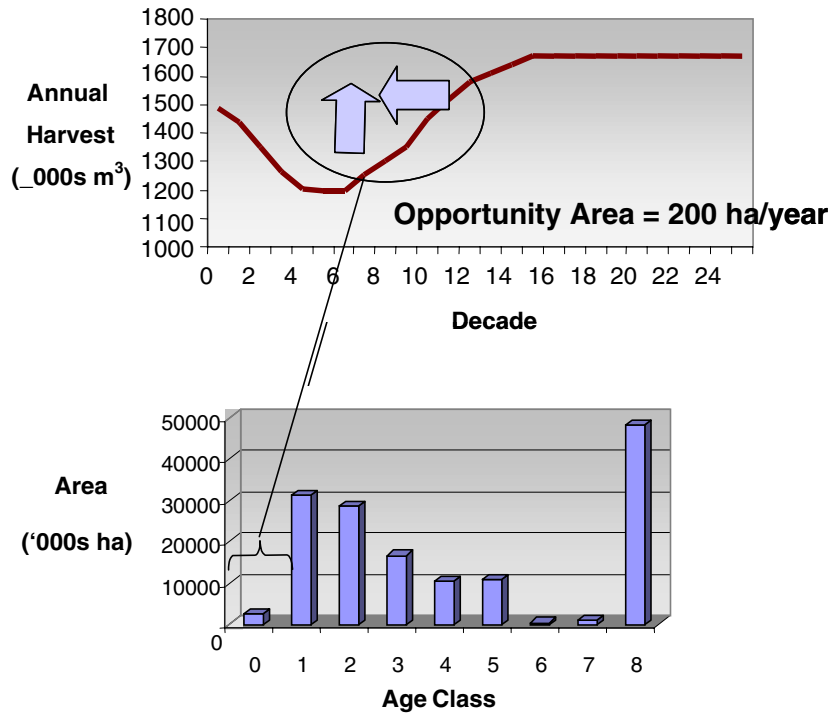 1800
1700
1600
1500
1400
1300
1200
1100
1000
Annual
Harvest
(_000s m³)
Opportunity Area = 200 ha/year
0 2 4 6 8 10 12 14 16 18 20 22 24
Decade
50000
40000
30000
20000
10000
0
Area
(‘000s ha)
0 1 2 3 4 5 6 7 8
Age Class